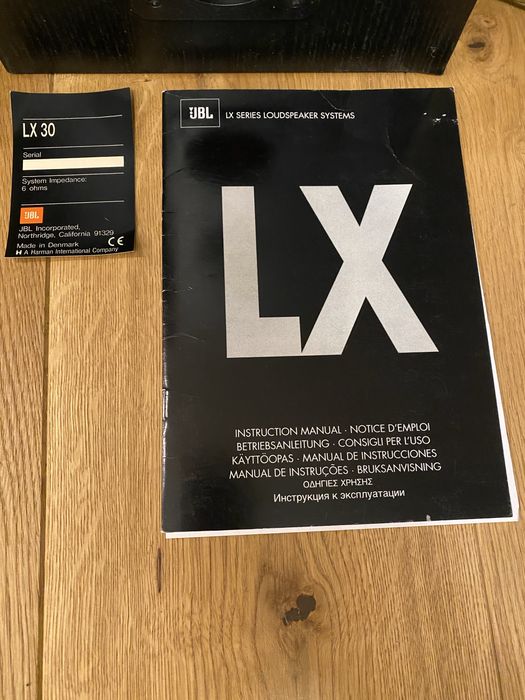 LX 30
Serial
System Impedance:
6 ohms
JBL
JBL Incorporated,
Northridge, California 91329
Made in Denmark CE
H A Harman International Company
JBL LX SERIES LOUDSPEAKER SYSTEMS
LX
INSTRUCTION MANUAL · NOTICE D'EMPLOI
BETRIEBSANLEITUNG · CONSIGLI PER L'USO
KÄYTTÖOPAS · MANUAL DE INSTRUCCIONES
MANUAL DE INSTRUÇÕES · BRUKSANVISNING
ΟΔΗΓΙΕΣ ΧΡΗΣΗΣ
Инструкция к эксплуатации